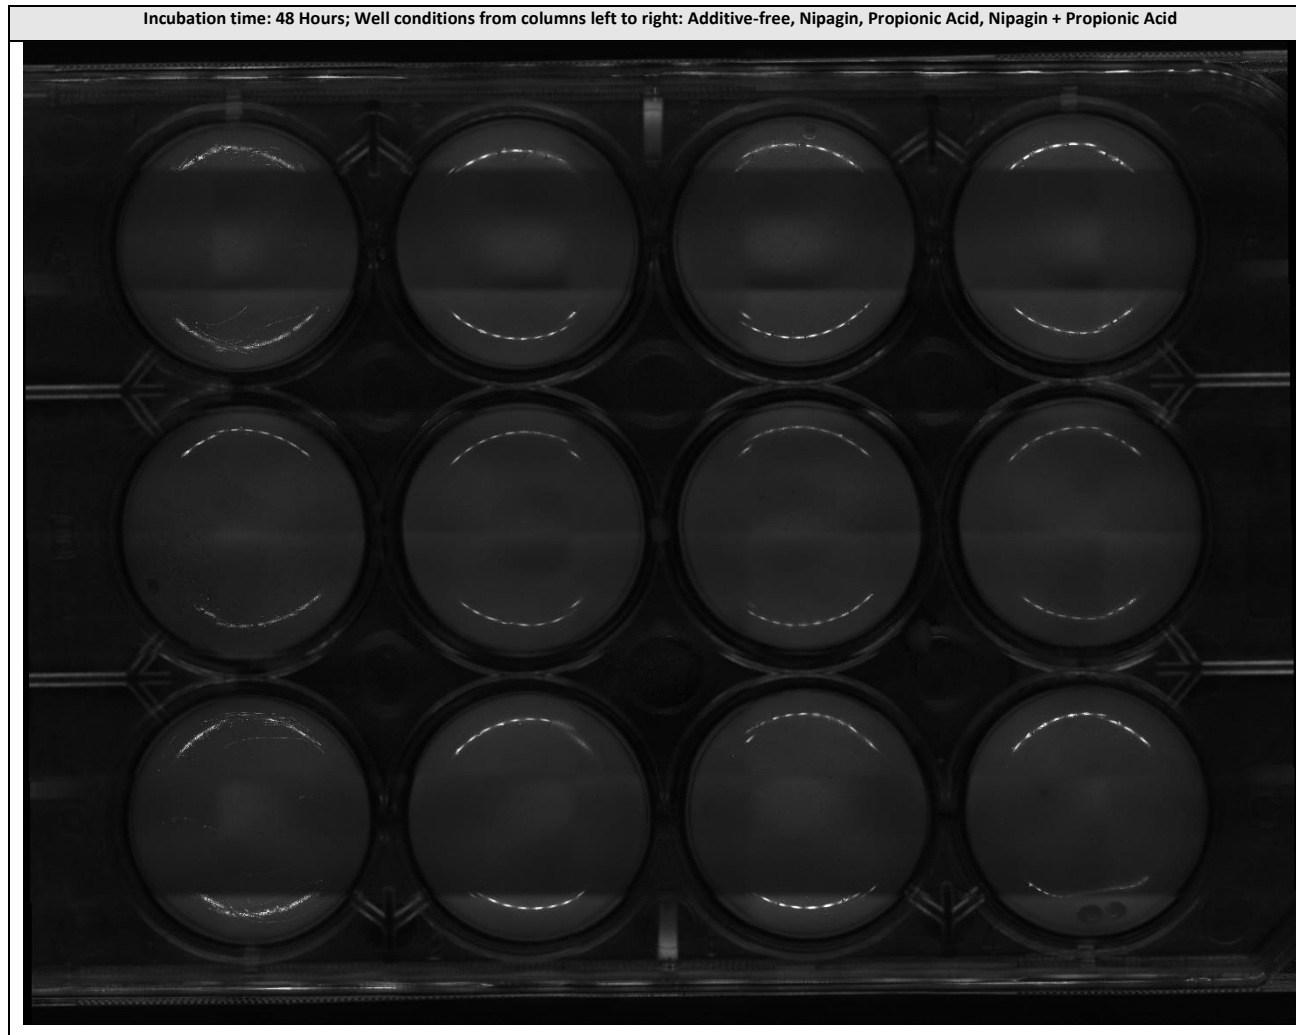 Incubation time: 48 Hours; Well conditions from columns left to right: Additive-free, Nipagin, Propionic Acid, Nipagin + Propionic Acid